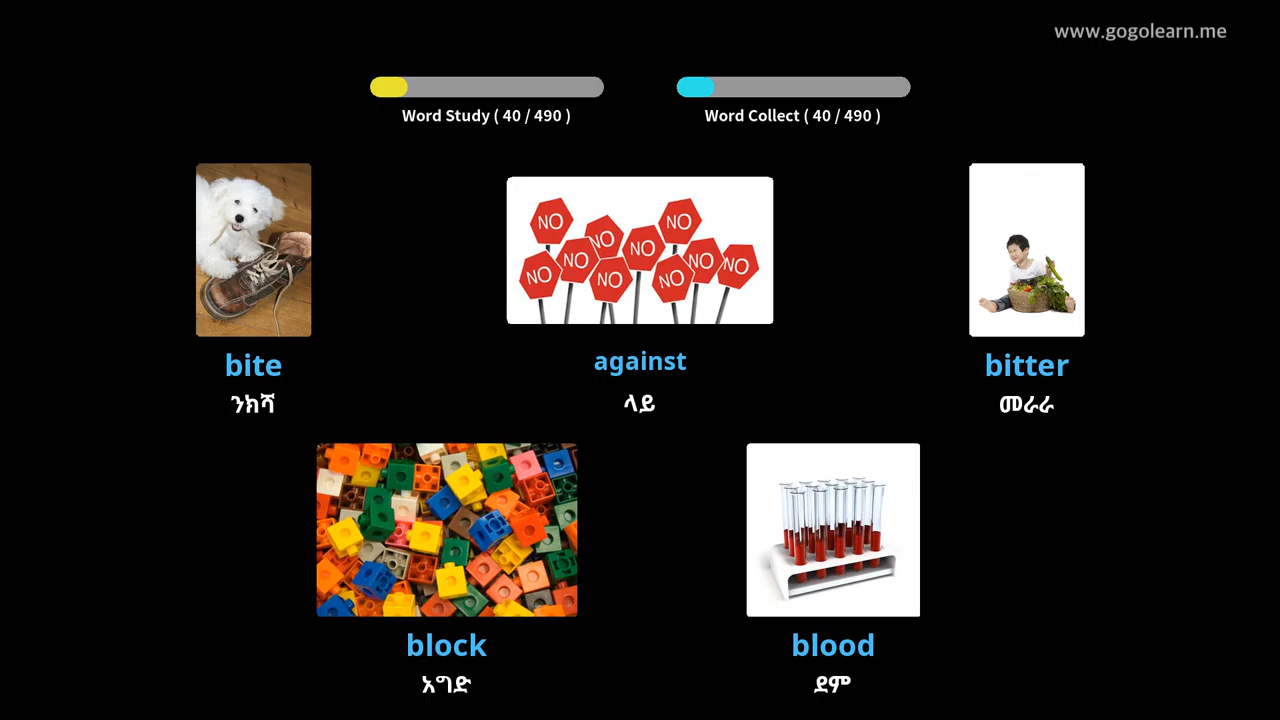 www.gogolearn.me
Word Study ( 40 / 490 )
Word Collect ( 40 / 490 )
NO
NO
NO
NO
NO
NO
NO
NO
NO
NO
bite
against
bitter
ንክሻ
ላይ
መራራ
block
blood
አግድ
ደም